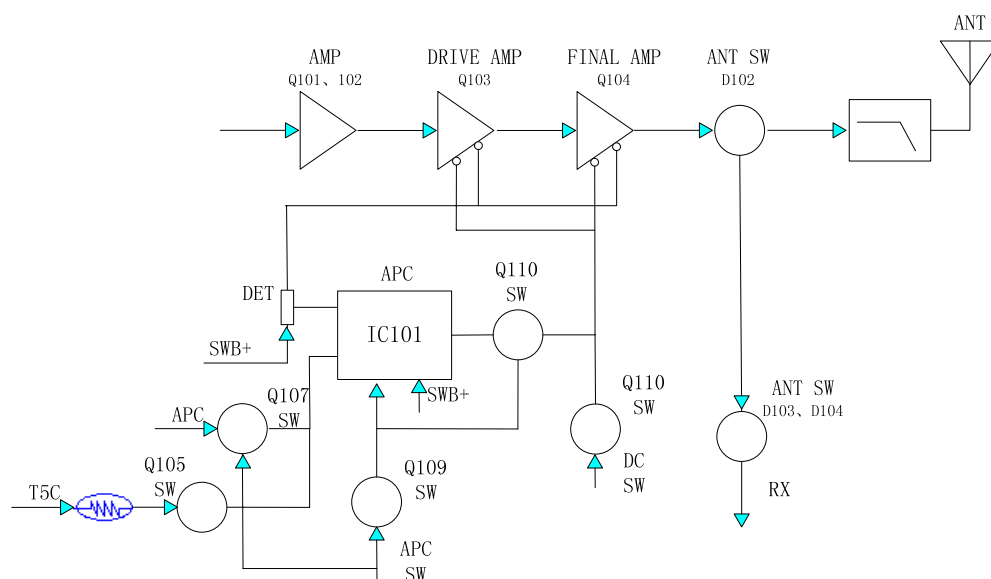 ANT
AMP
Q101、102
DRIVE AMP
Q103
FINAL AMP
Q104
ANT SW
D102
APC
Q110
SW
DET
IC101
SWB+
SWB+
Q107
SW
APC
Q110
SW
ANT SW
D103、D104
Q105
SW
Q109
SW
DC
SW
RX
T5C
APC
SW